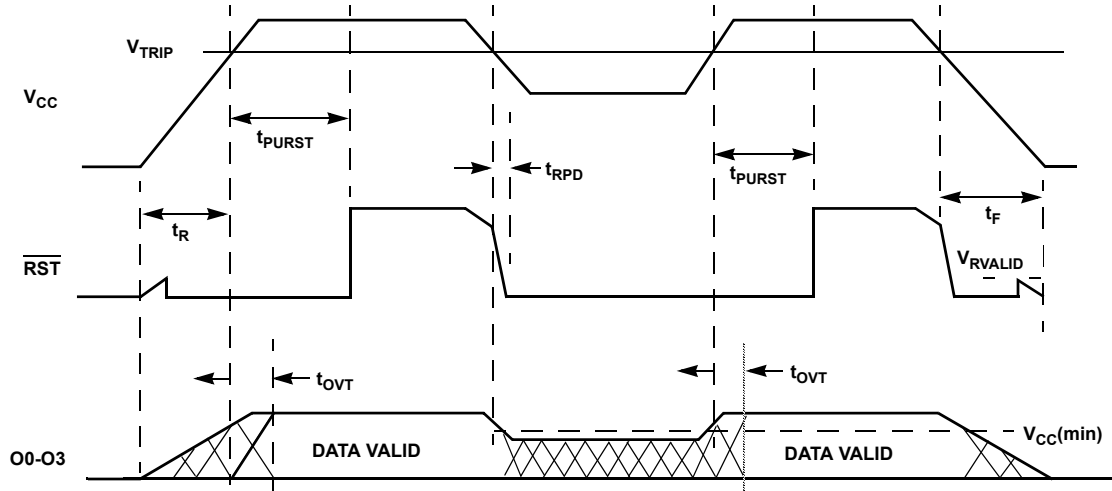 VTRIP
VCC
tPURST
tRPD
tPURST
tR
tF
RST
VRVALID
tOVT
tOVT
DATA VALID
DATA VALID
VCC(min)
O0-O3